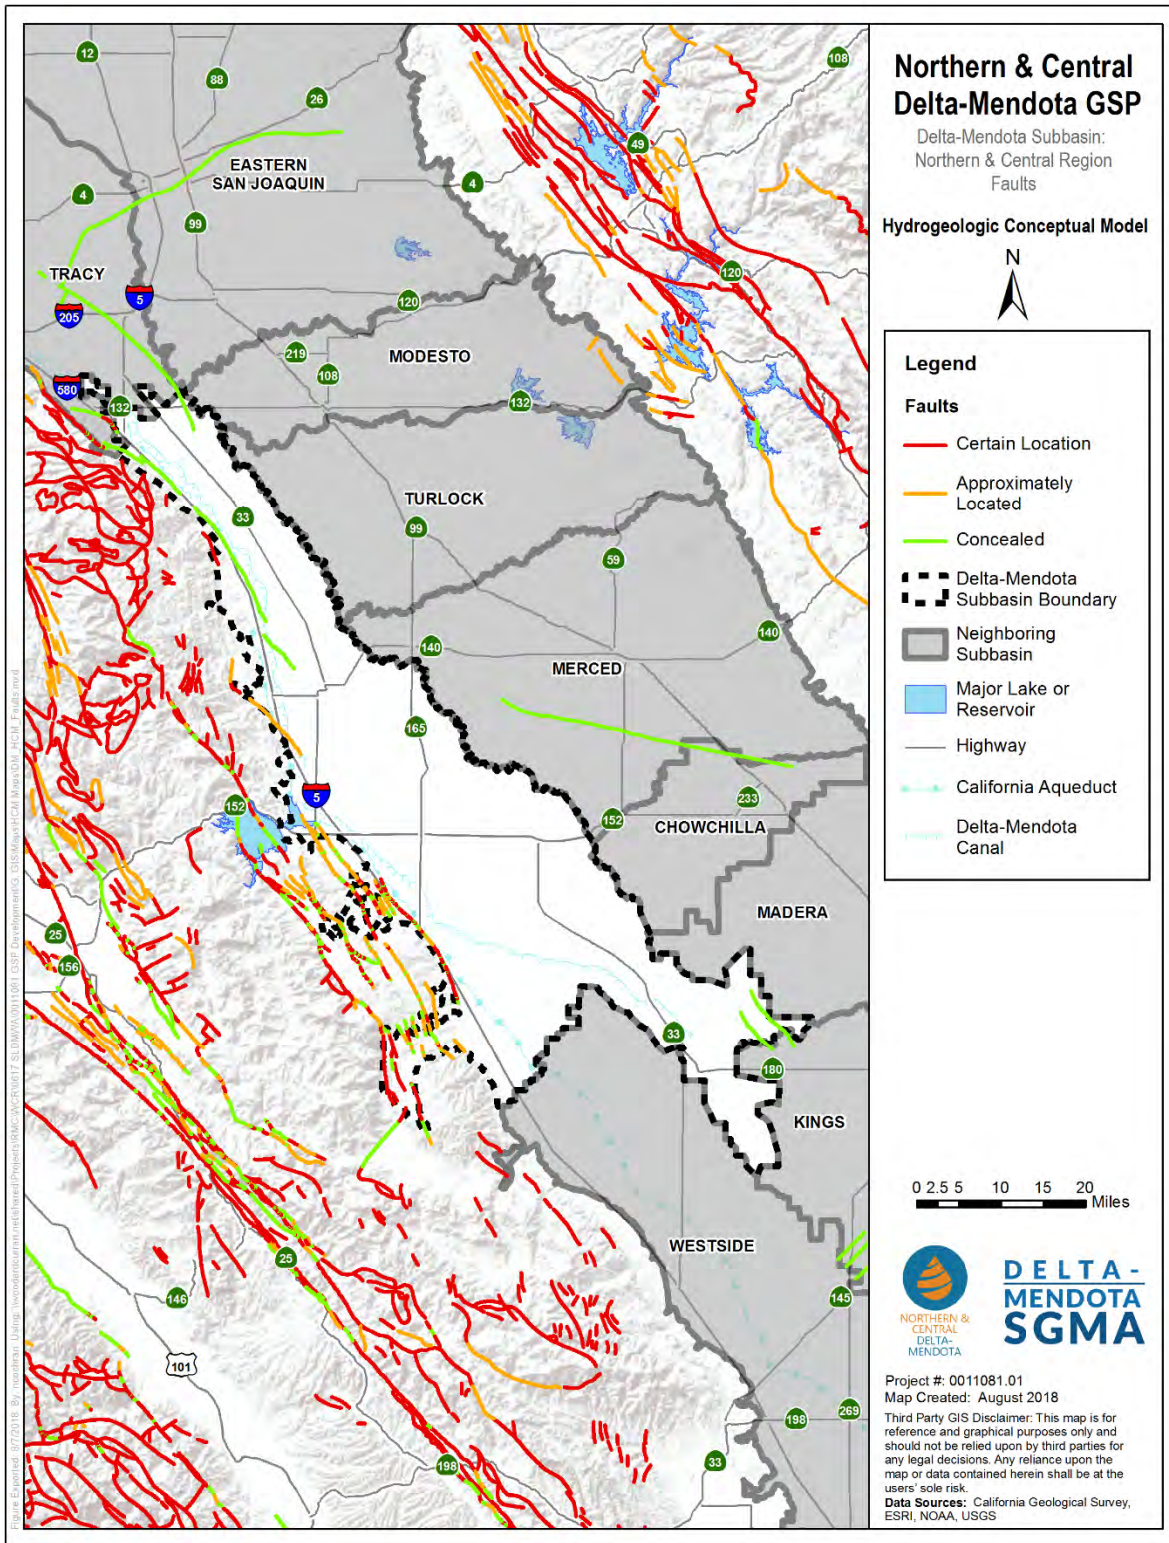 Northern & Central
Delta-Mendota GSP
Delta-Mendota Subbasin:
Northern & Central Region
Faults
Hydrogeologic Conceptual Model
N
Legend
Faults
Certain Location
Approximately
Located
Concealed
Delta-Mendota
Subbasin Boundary
Neighboring
Subbasin
Major Lake or
Reservoir
Highway
California Aqueduct
Delta-Mendota
Canal
0 2.5 5 10 15 20
Miles
NORTHERN &
CENTRAL
DELTA-
MENDOTA
DELTA-
MENDOTA
SGMA
Project #: 0011081.01
Map Created: August 2018
Third Party GIS Disclaimer: This map is for
reference and graphical purposes only and
should not be relied upon by third parties for
any legal decisions. Any reliance upon the
map or data contained herein shall be at the
users' sole risk.
Data Sources: California Geological Survey,
ESRI, NOAA, USGS
12
88
26
108
EASTERN
SAN JOAQUIN
49
4
4
99
TRACY
5
120
205
120
219
MODESTO
108
580
132
132
33
TURLOCK
99
59
140
140
MERCED
165
5
152
233
152
CHOWCHILLA
MADERA
25
156
33
180
KINGS
WESTSIDE
25
146
145
101
198
269
198
33
Figure Exported: 8/7/2018 By: ncodman Using: